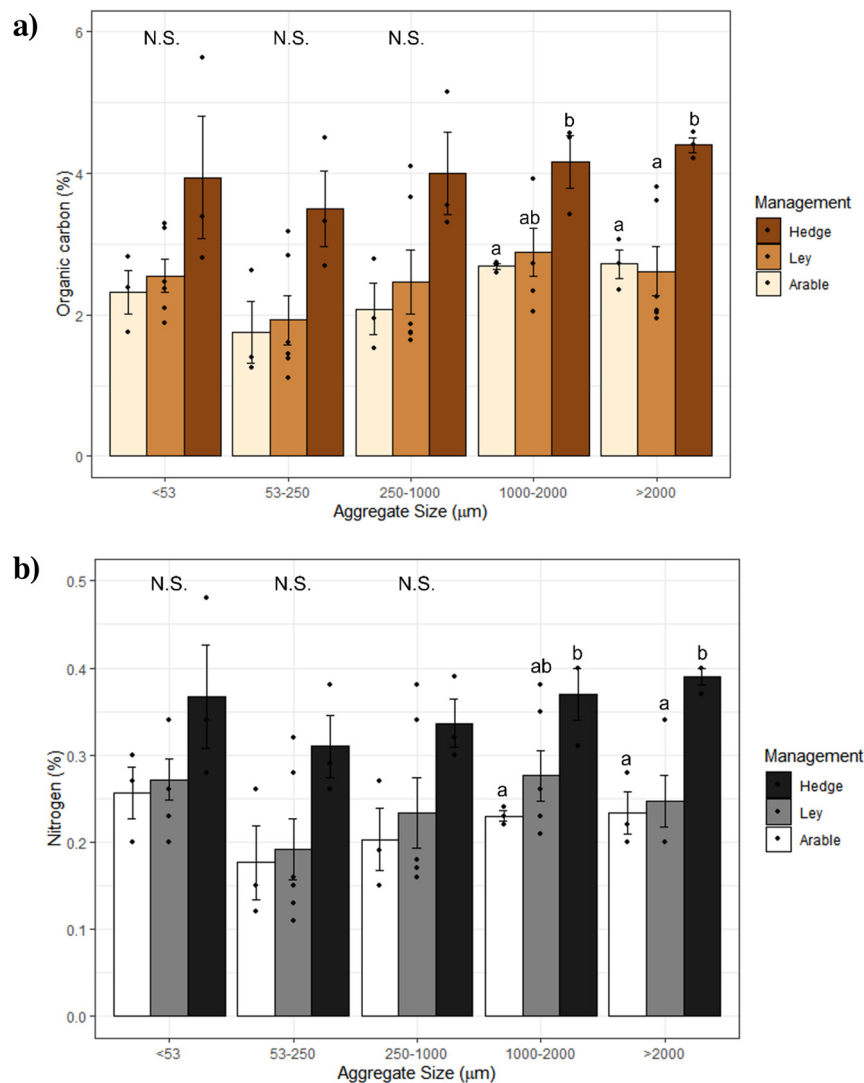 a)
6
4
2
0
Organic carbon (%)
N.S.
N.S.
N.S.
a
ab
b
a
a
b
<53
53-250
250-1000
1000-2000
>2000
Aggregate Size (μm)
Management
Hedge
Ley
Arable
b)
0.5
0.4
0.3
0.2
0.1
0.0
Nitrogen (%)
N.S.
N.S.
N.S.
a
ab
b
a
a
b
<53
53-250
250-1000
1000-2000
>2000
Aggregate Size (μm)
Management
Hedge
Ley
Arable